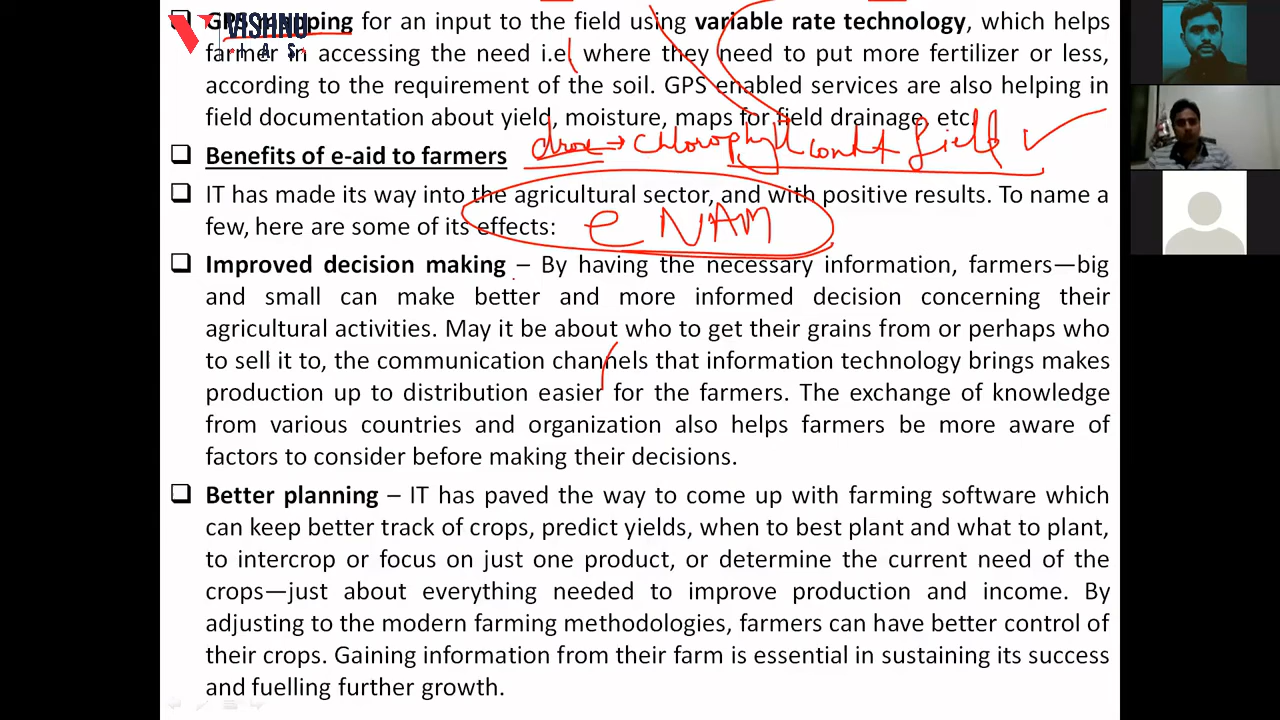 VISHNU
IAS
❑ GPS mapping for an input to the field using variable rate technology, which helps
farmer in accessing the need i.e. where they need to put more fertilizer or less,
according to the requirement of the soil. GPS enabled services are also helping in
field documentation about yield, moisture, maps for field drainage, etc.
❑ Benefits of e-aid to farmers
→ chlorophyll field
❑ IT has made its way into the agricultural sector, and with positive results. To name a
few, here are some of its effects:
e NAM
❑ Improved decision making – By having the necessary information, farmers—big
and small can make better and more informed decision concerning their
agricultural activities. May it be about who to get their grains from or perhaps who
to sell it to, the communication channels that information technology brings makes
production up to distribution easier for the farmers. The exchange of knowledge
from various countries and organization also helps farmers be more aware of
factors to consider before making their decisions.
❑ Better planning – IT has paved the way to come up with farming software which
can keep better track of crops, predict yields, when to best plant and what to plant,
to intercrop or focus on just one product, or determine the current need of the
crops—just about everything needed to improve production and income. By
adjusting to the modern farming methodologies, farmers can have better control of
their crops. Gaining information from their farm is essential in sustaining its success
and fuelling further growth.